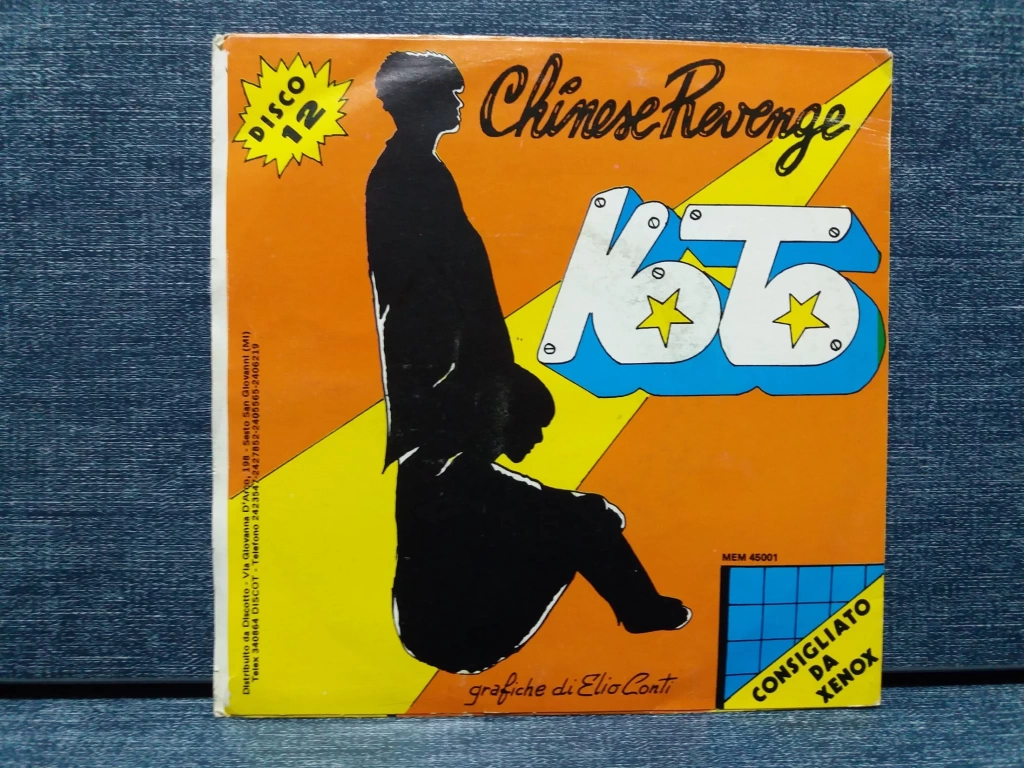 DISCO
12
Chinese Revenge
KOTO
Distribuito da Discotto - Via Giovanna D'Arco, 198 - Sesto San Giovanni (MI)
Telex 340864 DISCOT - Telefono 2423547-2427852-2405565-2406219
MEM 45001
CONSIGLIATO
DA
XENOX
grafiche di Elio Conti